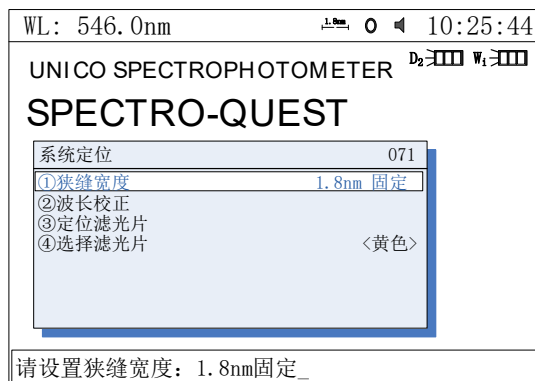 WL: 546.0nm 1.8nm 0 10:25:44
D₂ W₁
UNICO SPECTROPHOTOMETER
SPECTRO-QUEST
系统定位 071
①狭缝宽度 1.8nm 固定
②波长校正
③定位滤光片
④选择滤光片 <黄色>
请设置狭缝宽度: 1.8nm固定_